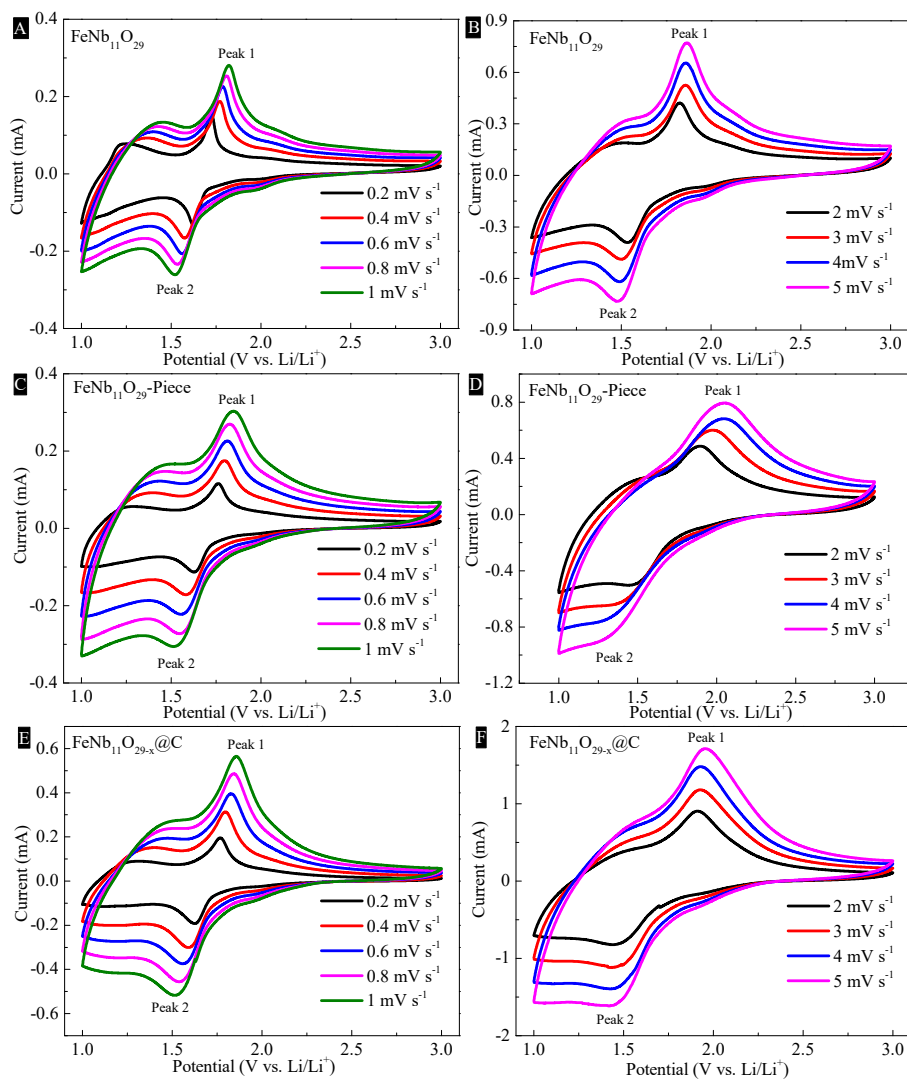 A
FeNb₁₁O₂₉
Peak 1
Peak 2
0.2 mV s⁻¹
0.4 mV s⁻¹
0.6 mV s⁻¹
0.8 mV s⁻¹
1 mV s⁻¹
Current (mA)
0.4
0.2
0.0
-0.2
-0.4
1.0 1.5 2.0 2.5 3.0
Potential (V vs. Li/Li⁺)
B
FeNb₁₁O₂₉
Peak 1
Peak 2
2 mV s⁻¹
3 mV s⁻¹
4mV s⁻¹
5 mV s⁻¹
Current (mA)
0.9
0.6
0.3
0.0
-0.3
-0.6
-0.9
1.0 1.5 2.0 2.5 3.0
Potential (V vs. Li/Li⁺)
C
FeNb₁₁O₂₉-Piece
Peak 1
Peak 2
0.2 mV s⁻¹
0.4 mV s⁻¹
0.6 mV s⁻¹
0.8 mV s⁻¹
1 mV s⁻¹
Current (mA)
0.4
0.2
0.0
-0.2
-0.4
1.0 1.5 2.0 2.5 3.0
Potential (V vs. Li/Li⁺)
D
FeNb₁₁O₂₉-Piece
Peak 1
Peak 2
2 mV s⁻¹
3 mV s⁻¹
4 mV s⁻¹
5 mV s⁻¹
Current (mA)
0.8
0.4
0.0
-0.4
-0.8
-1.2
1.0 1.5 2.0 2.5 3.0
Potential (V vs. Li/Li⁺)
E
FeNb₁₁O₂₉₋ₓ@C
Peak 1
Peak 2
0.2 mV s⁻¹
0.4 mV s⁻¹
0.6 mV s⁻¹
0.8 mV s⁻¹
1 mV s⁻¹
Current (mA)
0.6
0.4
0.2
0.0
-0.2
-0.4
-0.6
1.0 1.5 2.0 2.5 3.0
Potential (V vs. Li/Li⁺)
F
FeNb₁₁O₂₉₋ₓ@C
Peak 1
Peak 2
2 mV s⁻¹
3 mV s⁻¹
4 mV s⁻¹
5 mV s⁻¹
Current (mA)
2
1
0
-1
-2
1.0 1.5 2.0 2.5 3.0
Potential (V vs. Li/Li⁺)